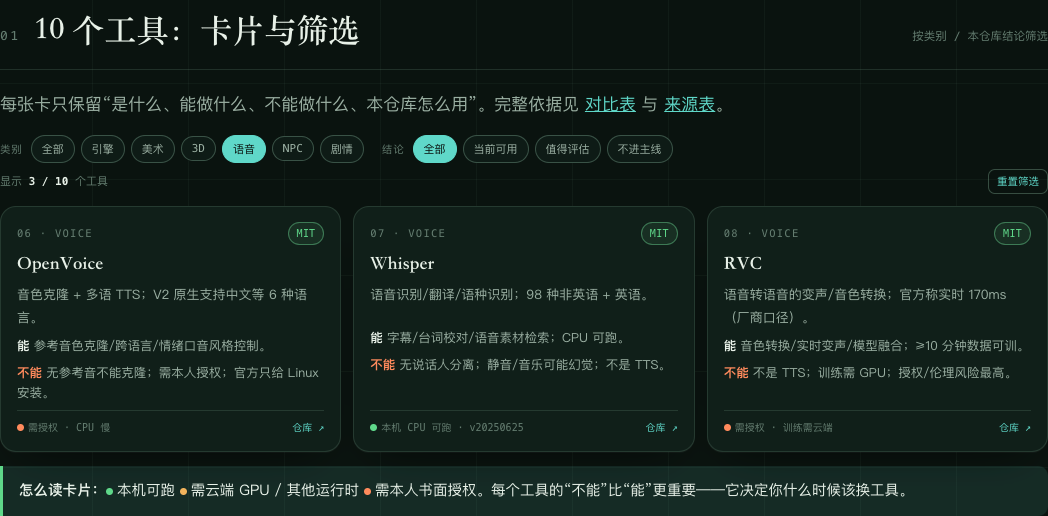 01 10 个工具：卡片与筛选 按类别 / 本仓库结论筛选
每张卡只保留“是什么、能做什么、不能做什么、本仓库怎么用”。完整依据见 对比表 与 来源表。
类别 全部 引擎 美术 3D 语音 NPC 剧情 结论 全部 当前可用 值得评估 不进主线
显示 3 / 10 个工具 重置筛选
06 · VOICE MIT
OpenVoice
音色克隆 + 多语 TTS；V2 原生支持中文等 6 种语
言。
能 参考音色克隆/跨语言/情绪口音风格控制。
不能 无参考音不能克隆；需本人授权；官方只给 Linux
安装。
需授权 · CPU 慢 仓库 ↗
07 · VOICE MIT
Whisper
语音识别/翻译/语种识别；98 种非英语 + 英语。
能 字幕/台词校对/语音素材检索；CPU 可跑。
不能 无说话人分离；静音/音乐可能幻觉；不是 TTS。
本机 CPU 可跑 · v20250625 仓库 ↗
08 · VOICE MIT
RVC
语音转语音的变声/音色转换；官方称实时 170ms
（厂商口径）。
能 音色转换/实时变声/模型融合；≥10 分钟数据可训。
不能 不是 TTS；训练需 GPU；授权/伦理风险最高。
需授权 · 训练需云端 仓库 ↗
怎么读卡片：本机可跑 需云端 GPU / 其他运行时 需本人书面授权。每个工具的“不能”比“能”更重要——它决定你什么时候该换工具。